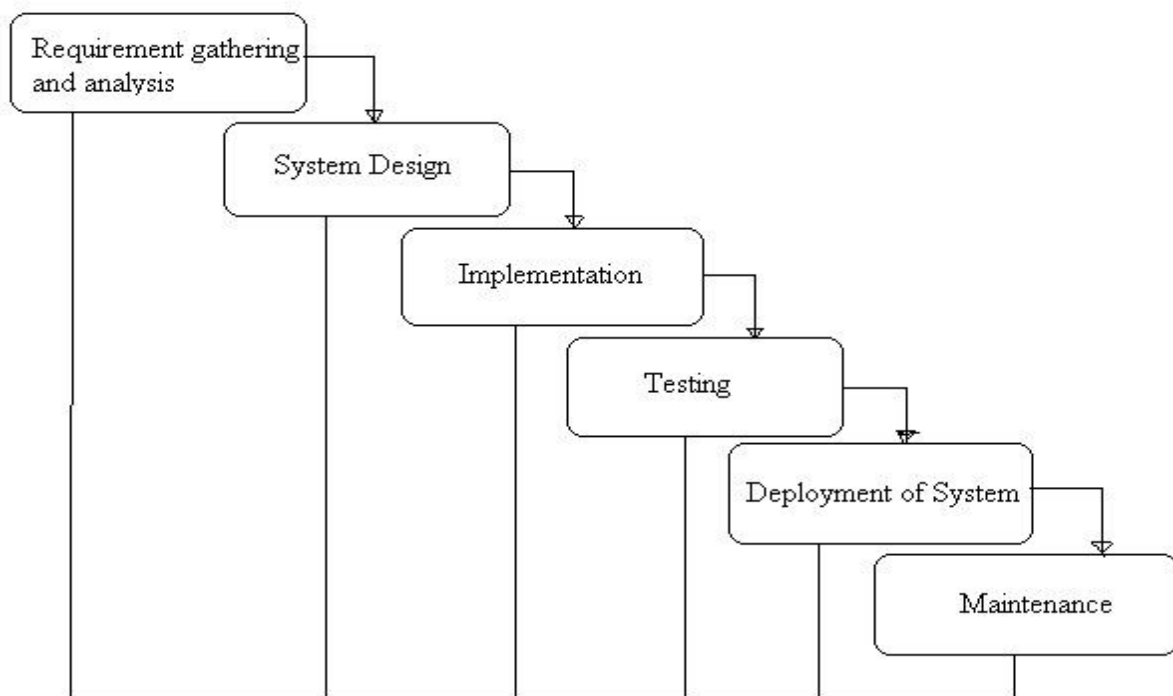 Requirement gathering
and analysis
System Design
Implementation
Testing
Deployment of System
Maintenance